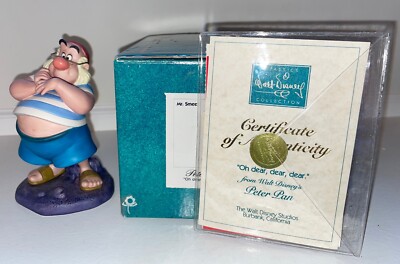 Mr. Smee
CLASSICS
Walt Disney
COLLECTION
Certificate
of Authenticity
"Oh dear, dear, dear."
from Walt Disney's
Peter Pan
The Walt Disney Studios
Burbank, California